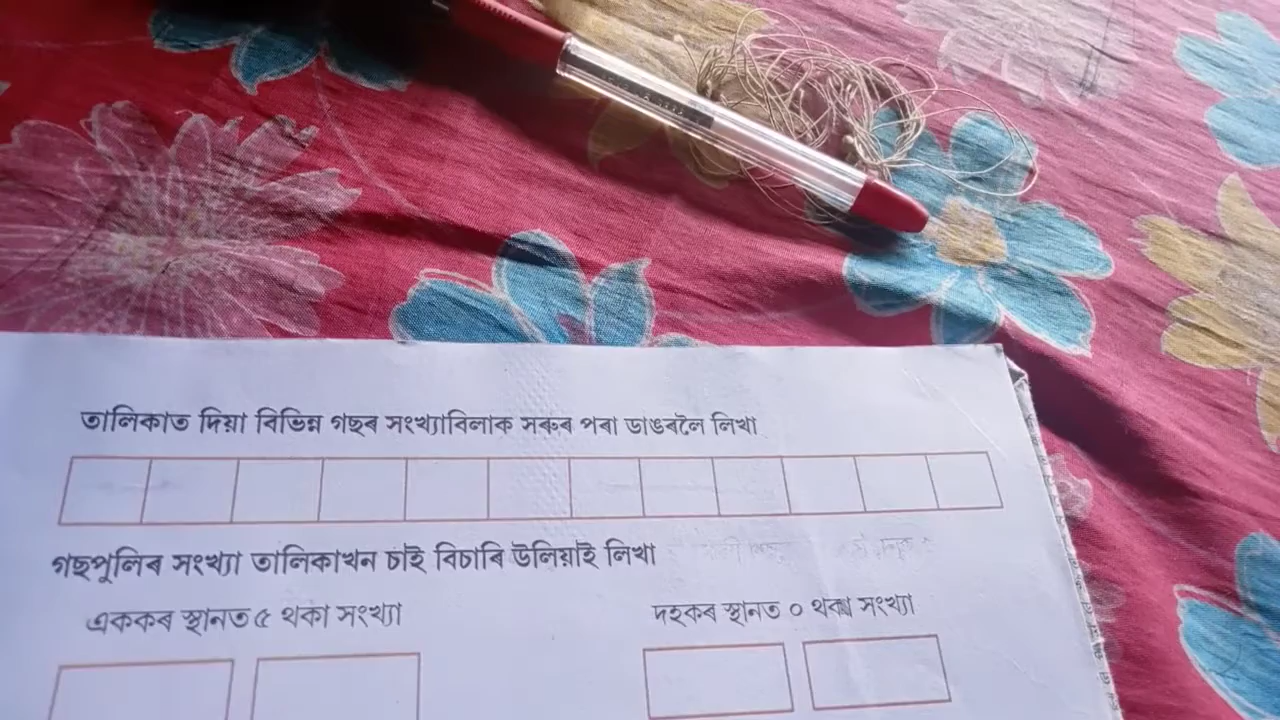 তালিকাত দিয়া বিভিন্ন গছৰ সংখ্যাবিলাক সৰুৰ পৰা ডাঙৰলৈ লিখা
গছপুলিৰ সংখ্যা তালিকাখন চাই বিচাৰি উলিয়াই লিখা
এককৰ স্থানত ৫ থকা সংখ্যা
দহকৰ স্থানত ০ থকা সংখ্যা